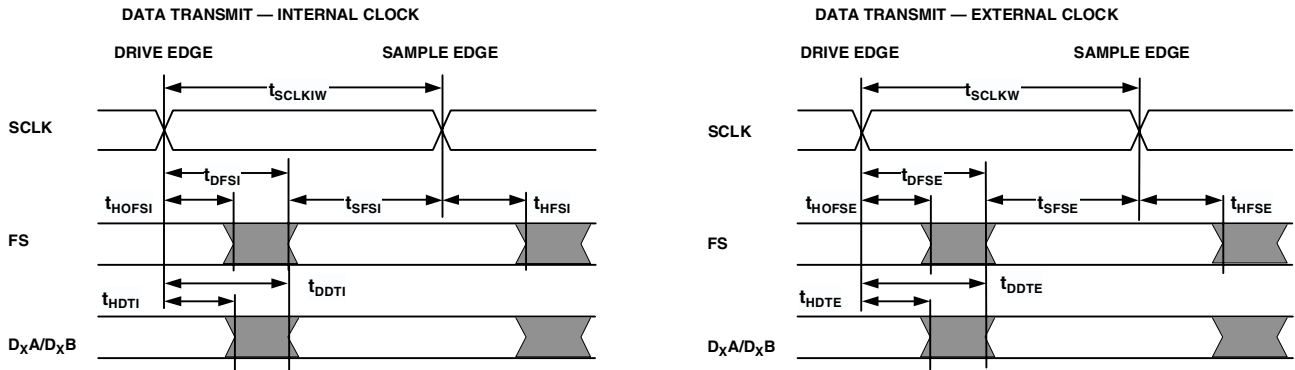 DATA TRANSMIT — INTERNAL CLOCK
DRIVE EDGE SAMPLE EDGE
tSCLKIW
SCLK
tDFSI
tHOFSI tSFSI tHFSI
FS
tDDTI
tHDTI
DXA/DXB
DATA TRANSMIT — EXTERNAL CLOCK
DRIVE EDGE SAMPLE EDGE
tSCLKW
SCLK
tDFSE
tHOFSE tSFSE tHFSE
FS
tDDTE
tHDTE
DXA/DXB